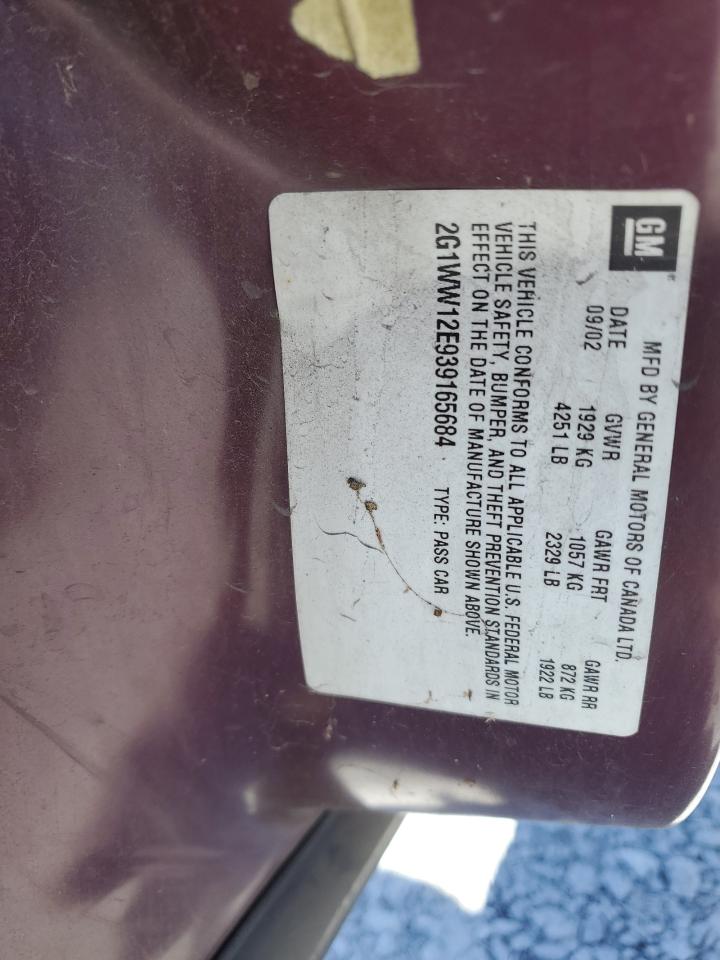 GM
MFD BY GENERAL MOTORS OF CANADA LTD.
DATE GVWR GAWR FRT GAWR RR
09/02 1929 KG 1057 KG 872 KG
4251 LB 2329 LB 1922 LB
THIS VEHICLE CONFORMS TO ALL APPLICABLE U.S. FEDERAL MOTOR
VEHICLE SAFETY, BUMPER, AND THEFT PREVENTION STANDARDS IN
EFFECT ON THE DATE OF MANUFACTURE SHOWN ABOVE.
2G1WW12E939165684 TYPE: PASS CAR